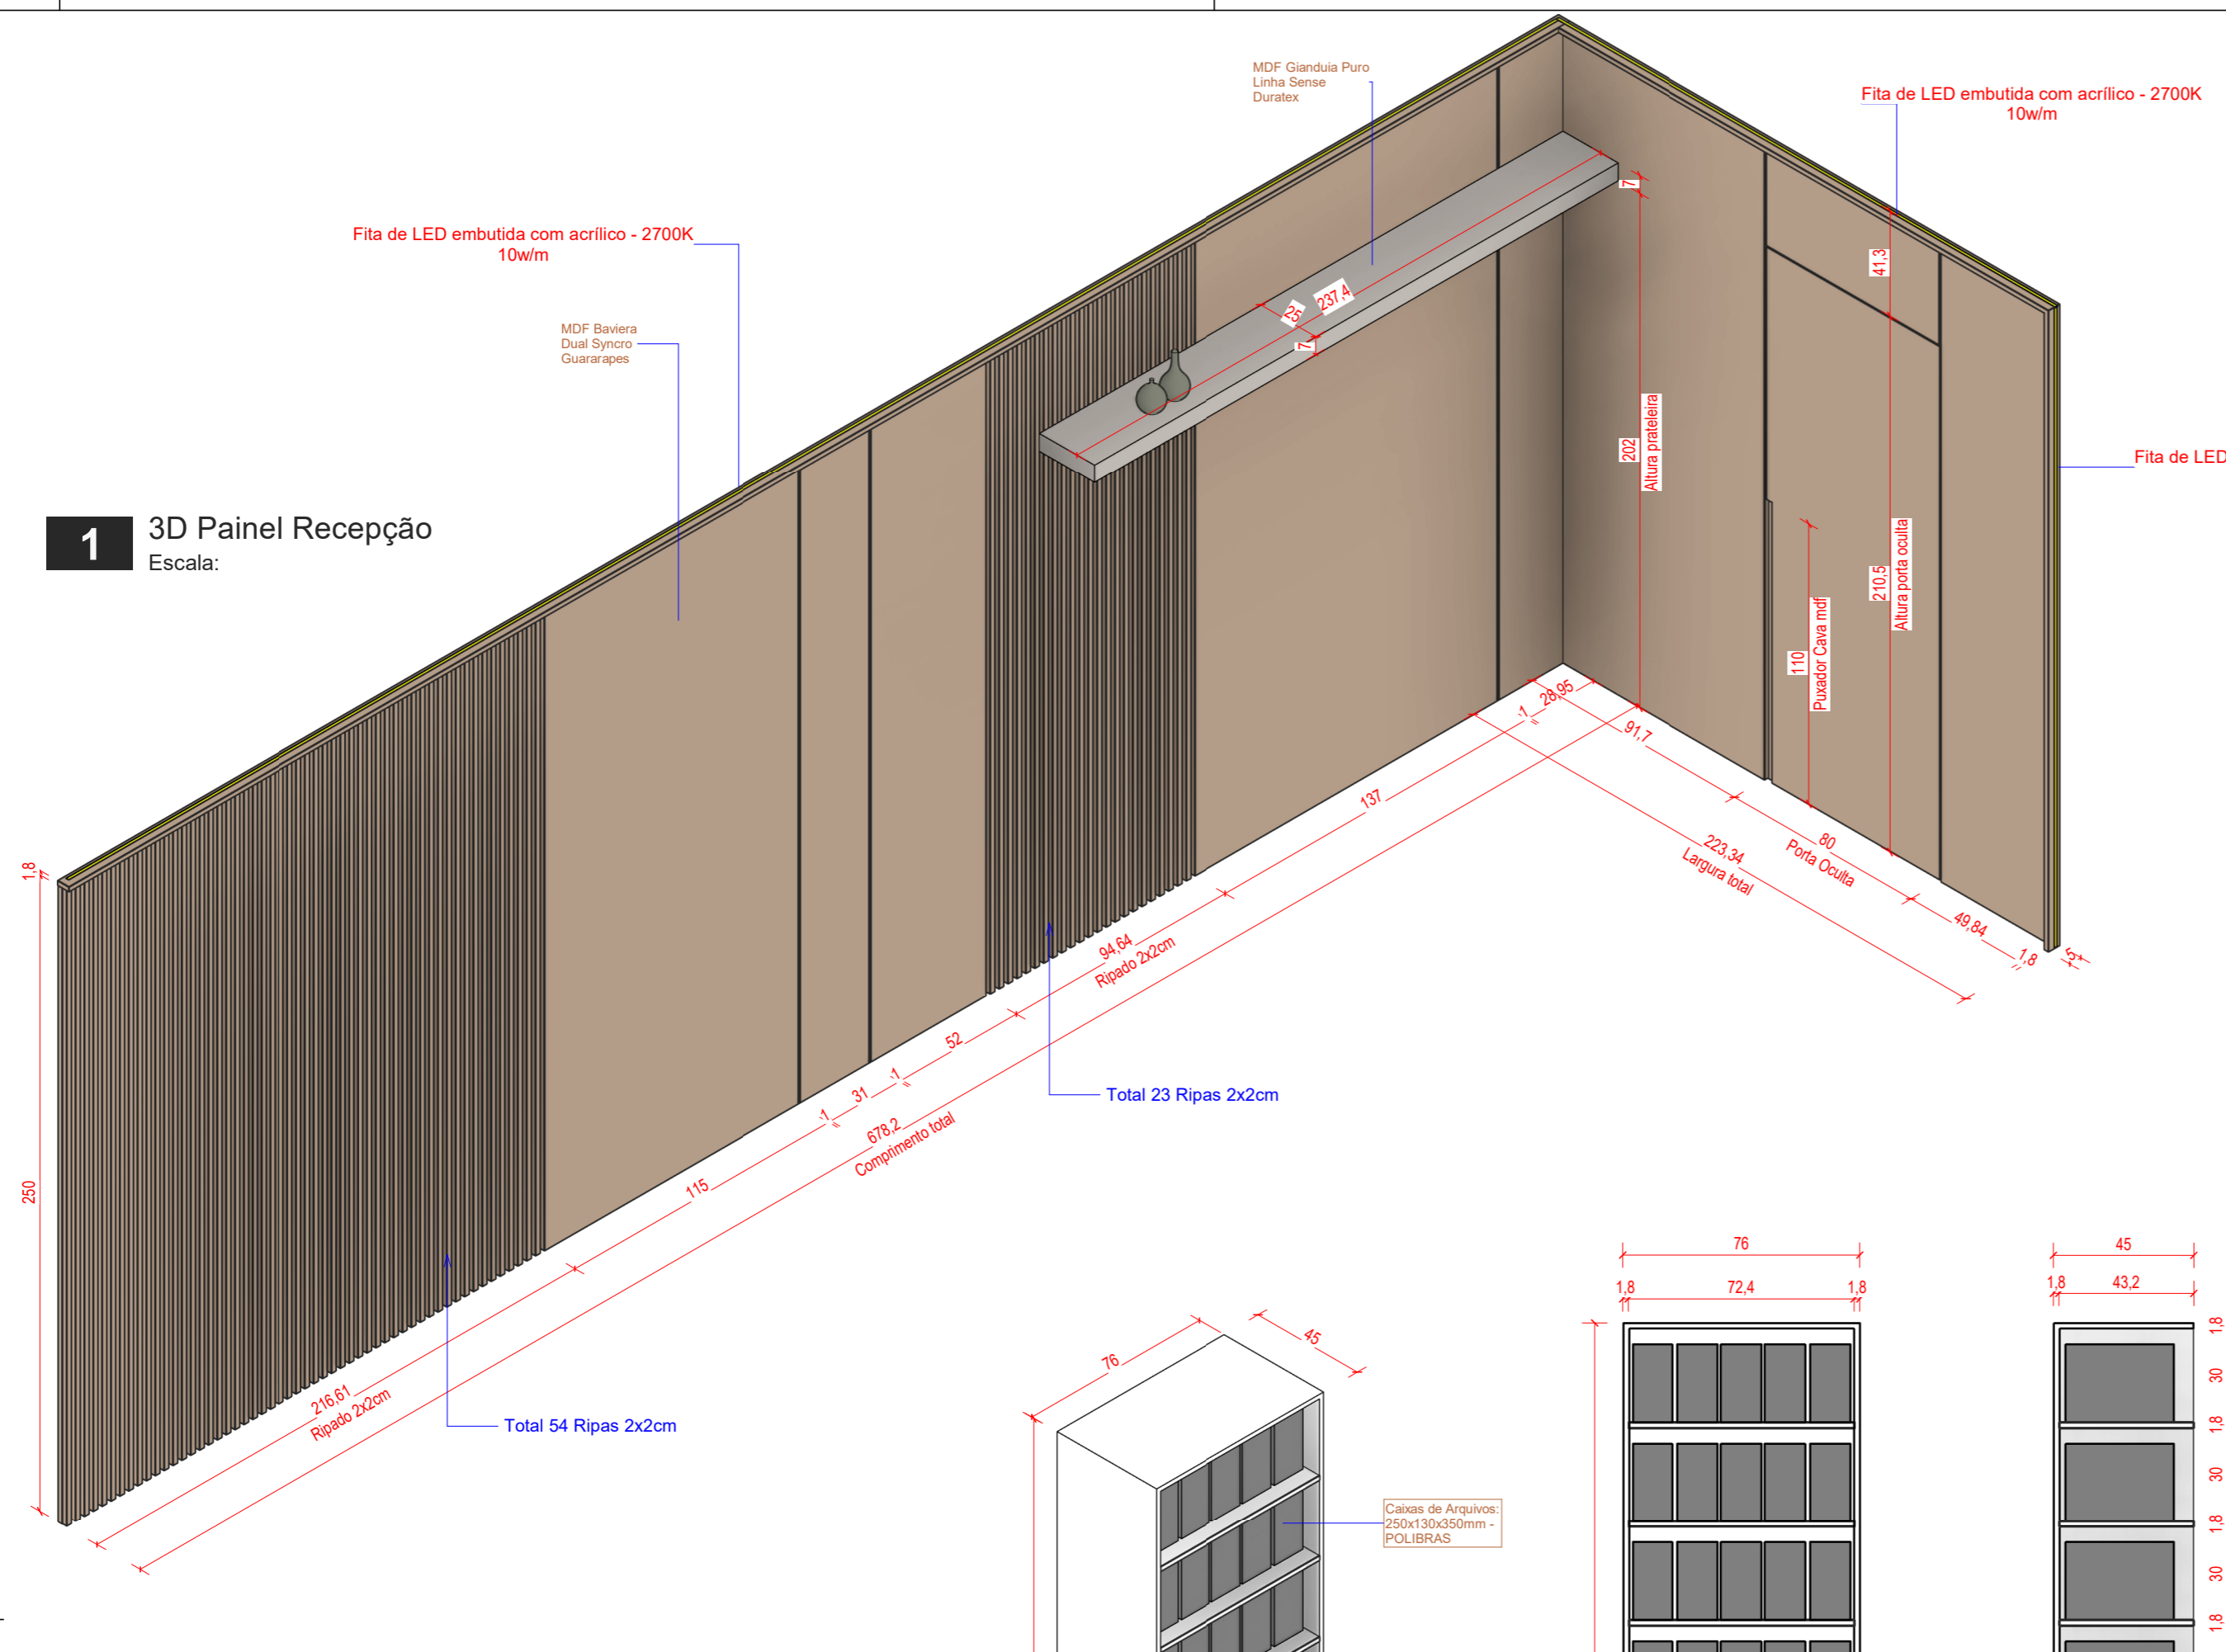 MDF Gianduia Puro
Linha Sense
Duratex
Fita de LED embutida com acrílico - 2700K
10w/m
Fita de LED embutida com acrílico - 2700K
10w/m
MDF Baviera
Dual Syncro
Guararapes
Fita de LED
1
3D Painel Recepção
Escala:
7
41,3
237,4
25
7
202
Altura prateleira
110
Puxador Cava mdf
210,5
Altura porta oculta
28,95
1
91,7
137
80
Porta Oculta
223,34
Largura total
49,84
1,8
5
94,64
Ripado 2x2cm
52
1
31
1
678,2
Comprimento total
115
216,61
Ripado 2x2cm
1,8
250
Total 23 Ripas 2x2cm
Total 54 Ripas 2x2cm
76
45
Caixas de Arquivos:
250x130x350mm -
POLIBRAS
76
1,8
72,4
1,8
45
1,8
43,2
1,8
30
1,8
30
1,8
30
1,8